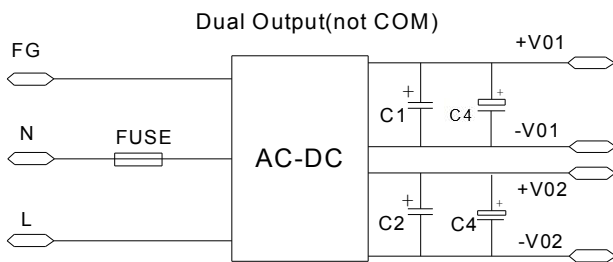 Dual Output(not COM)
FG
+V01
C1
C4
N
FUSE
-V01
AC-DC
+V02
L
C2
C4
-V02